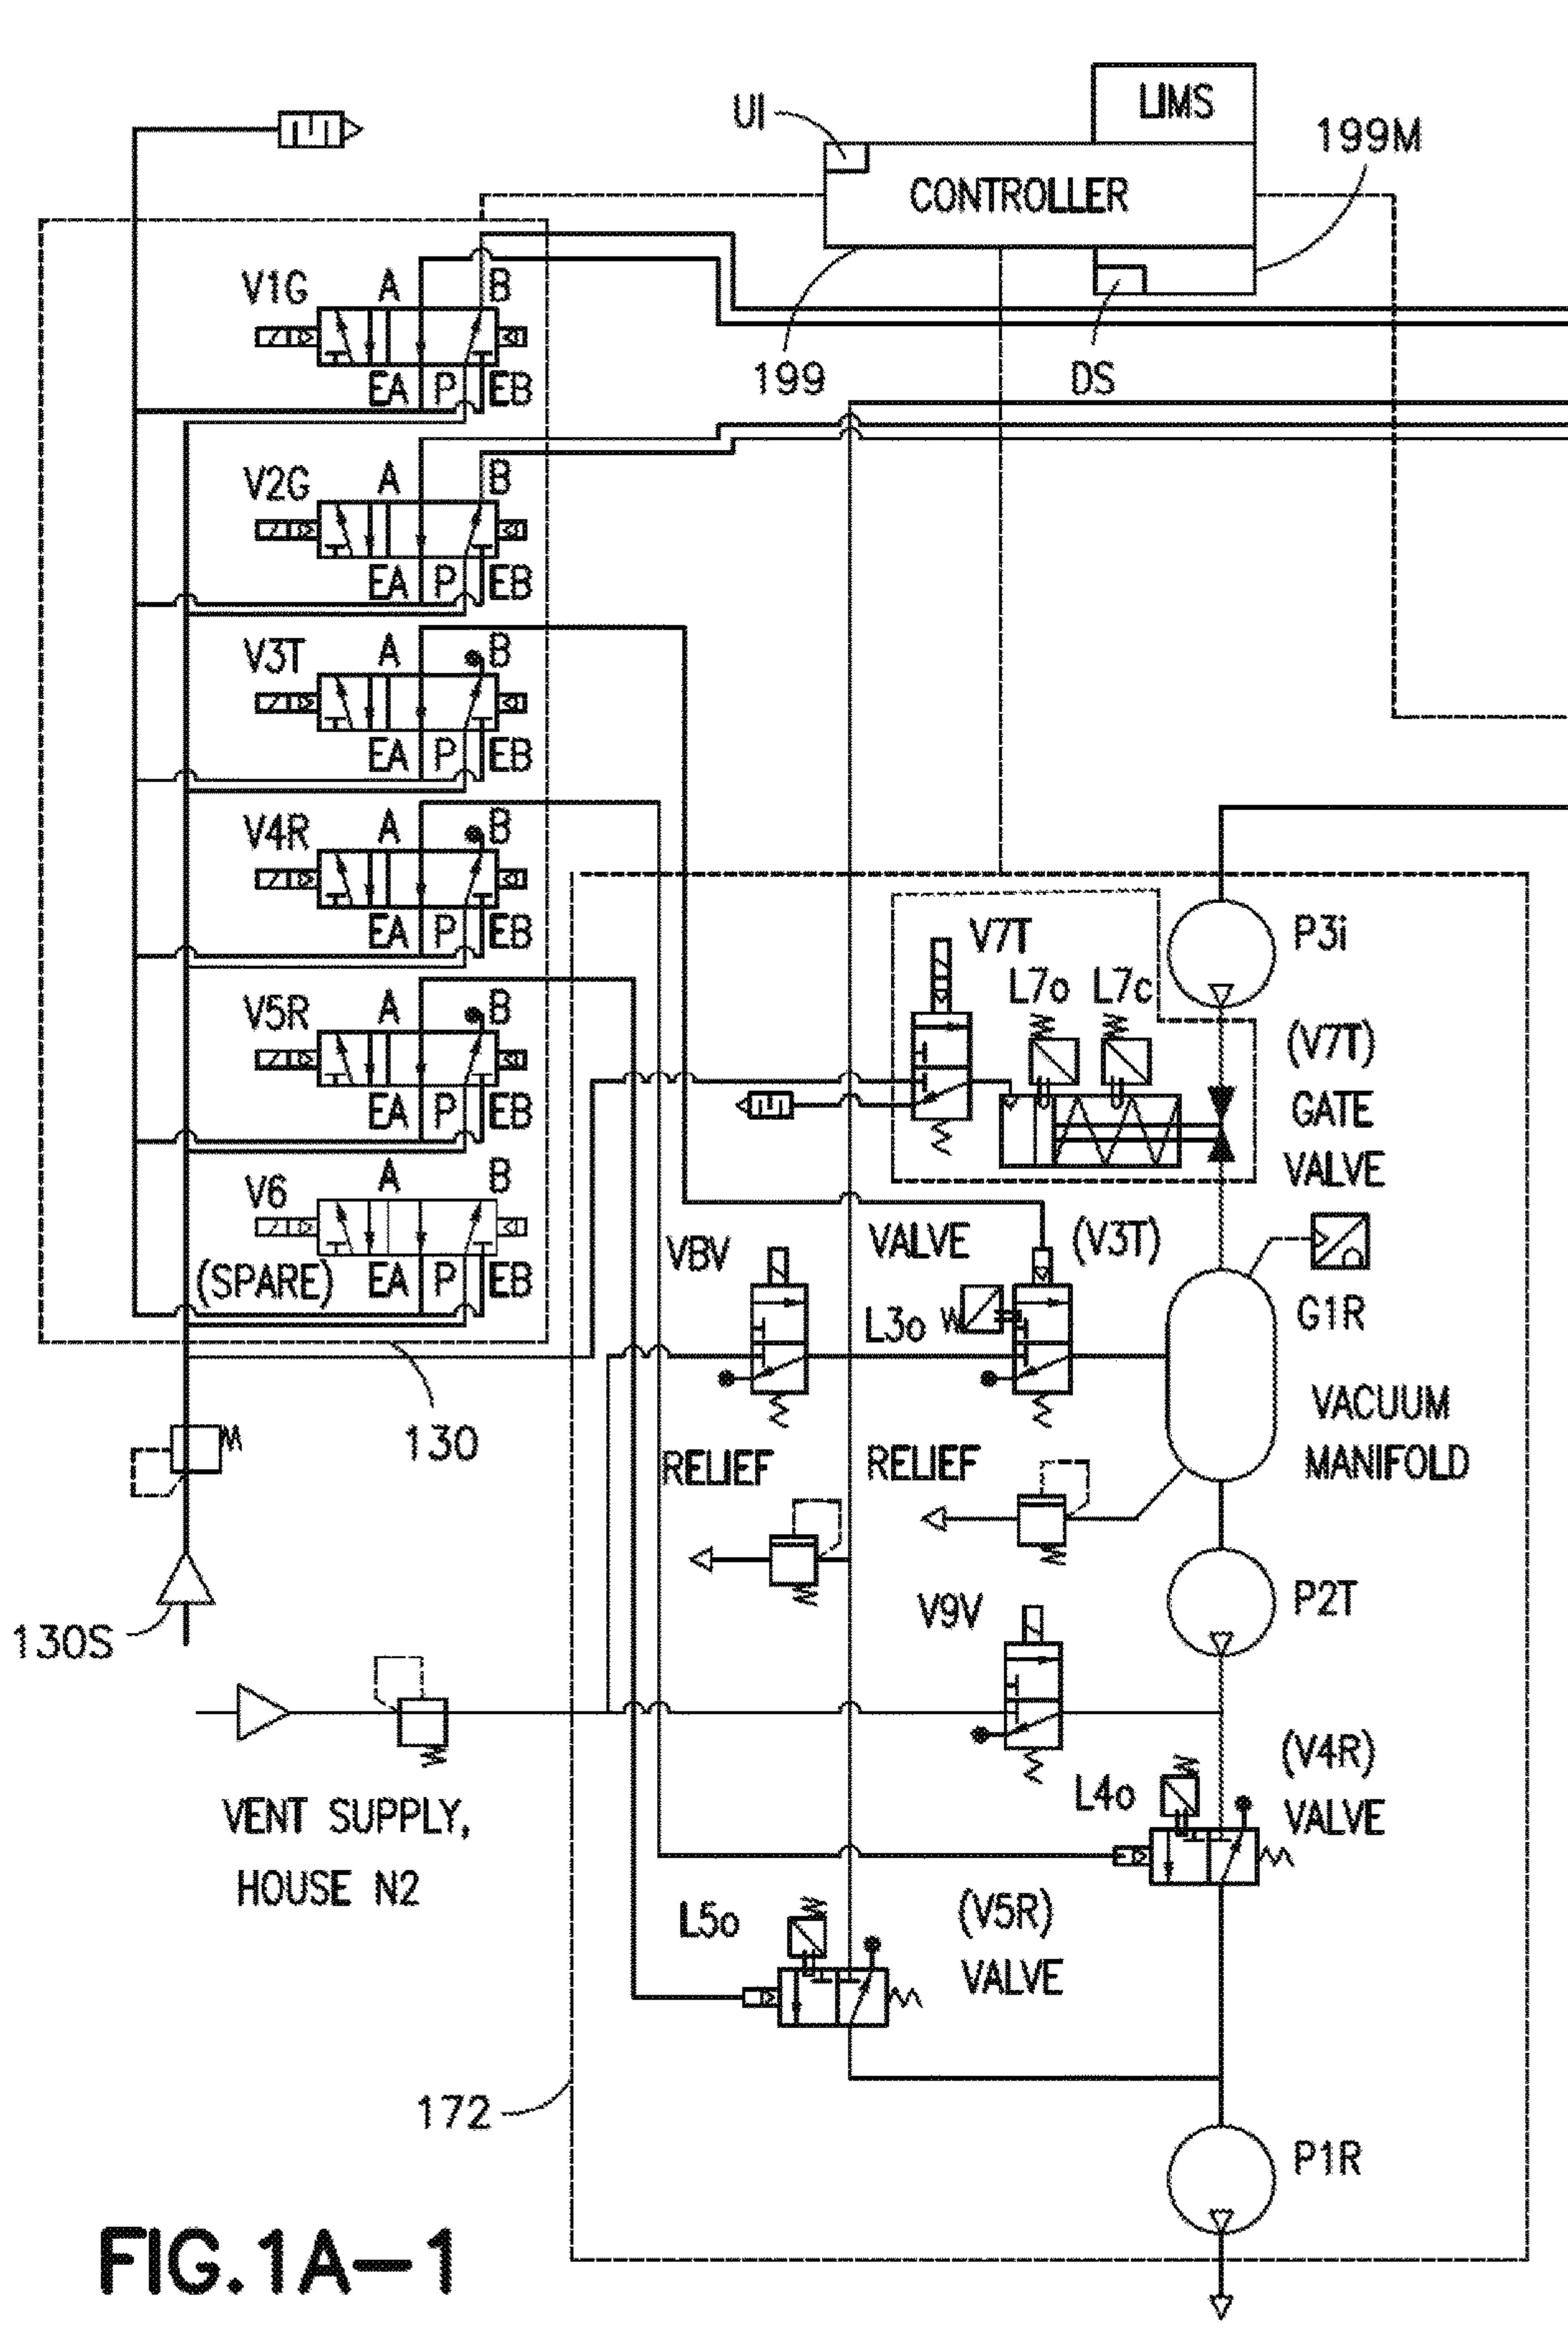 LIMS
UI
199M
CONTROLLER
V1G A B
199 DS
EA P EB
V2G A B
EA P EB
V3T A B
EA P EB
V4R A B
EA P EB
V7T
P3i
L7o L7c
V5R A B
(V7T)
GATE
VALVE
EA P EB
V6 A B
(SPARE) EA P EB
VBV
VALVE (V3T)
L3o
G1R
VACUUM
MANIFOLD
130
RELIEF
RELIEF
130S
V9V
P2T
VENT SUPPLY,
HOUSE N2
L4o
(V4R)
VALVE
L5o
(V5R)
VALVE
172
P1R
FIG.1A-1